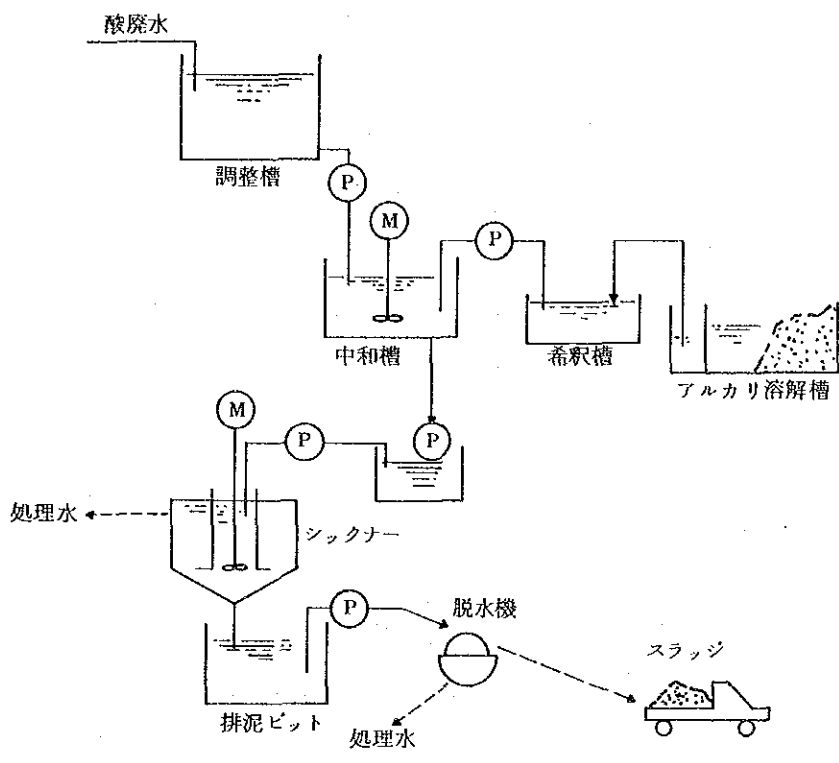 酸廃水
調整槽
P
M
P
中和槽
希釈槽
アルカリ溶解槽
M
P
P
処理水
シックナー
P
脱水機
スラッジ
排泥ピット
処理水